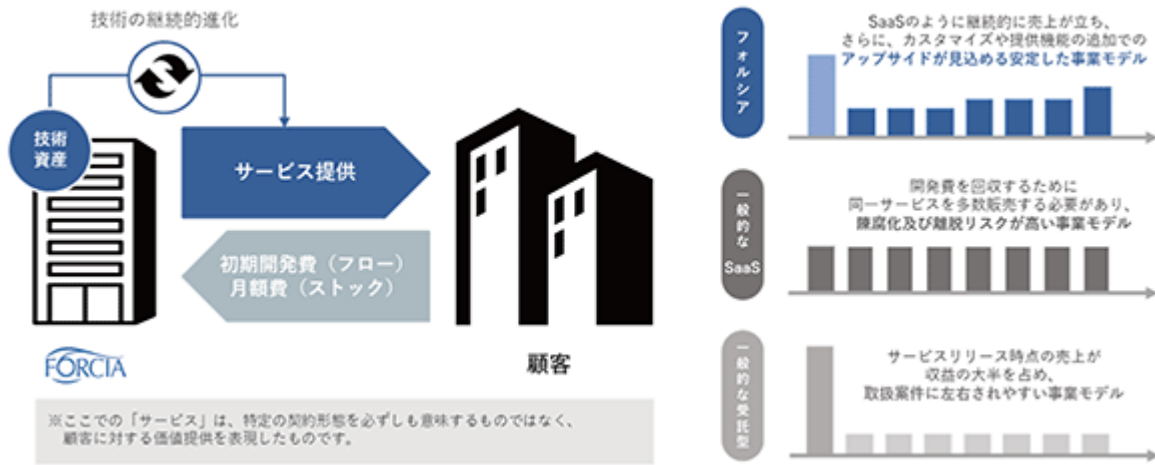 技術の継続的進化
技術
資産
サービス提供
初期開発費（フロー）
月額費（ストック）
FORCIA
顧客
※ここでの「サービス」は、特定の契約形態を必ずしも意味するものではなく、
顧客に対する価値提供を表現したものです。
フォルシア
SaaSのように継続的に売上が立ち、
さらに、カスタマイズや提供機能の追加での
アップサイドが見込める安定した事業モデル
一般的な
SaaS
開発費を回収するために
同一サービスを多数販売する必要があり、
陳腐化及び離脱リスクが高い事業モデル
一般的な受託型
サービスリリース時点の売上が
収益の大半を占め、
取扱案件に左右されやすい事業モデル